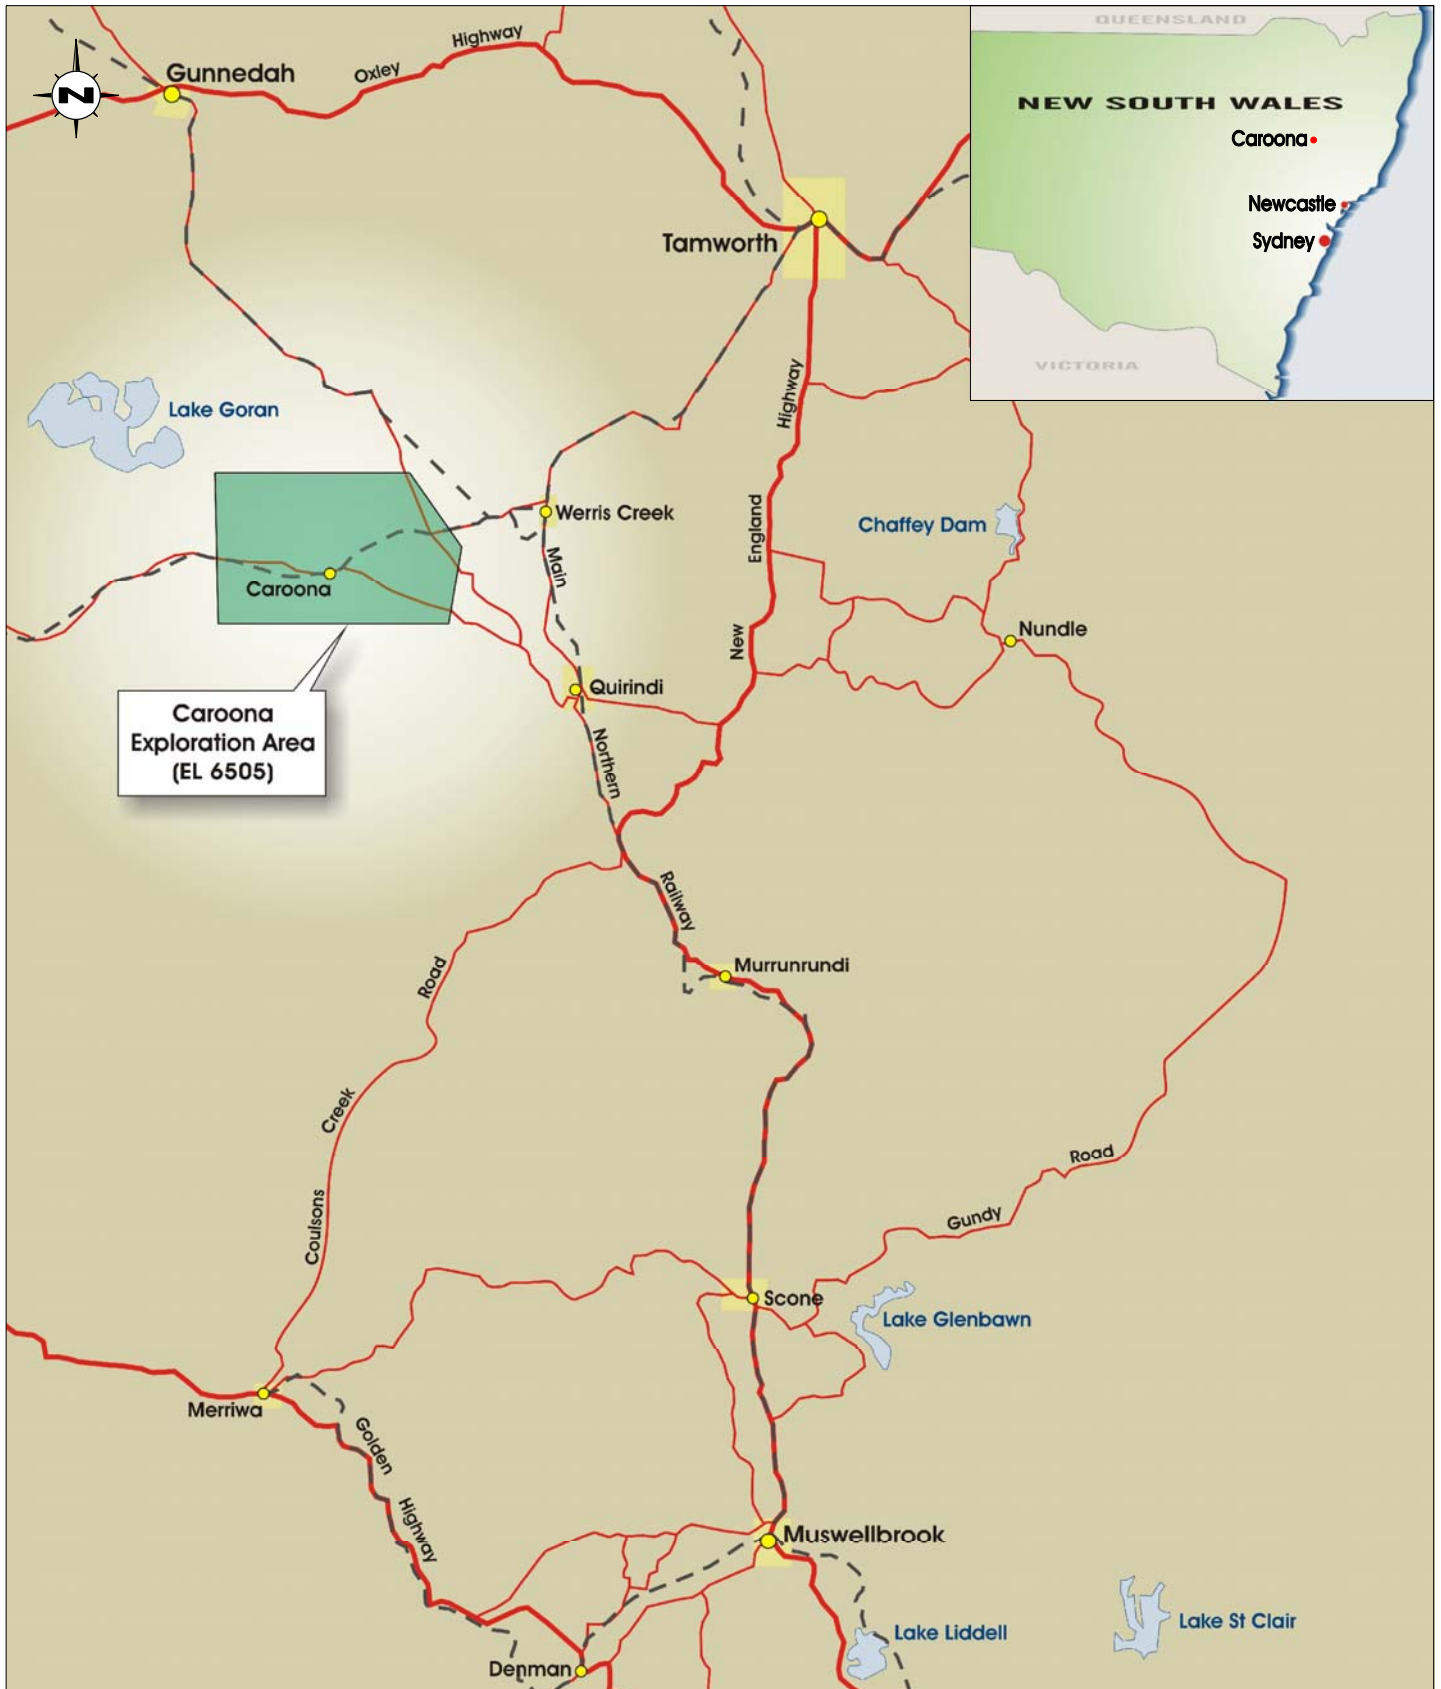 QUEENSLAND
NEW SOUTH WALES
Caroona
Newcastle
Sydney
VICTORIA
N
Gunnedah
Oxley Highway
Tamworth
Lake Goran
Highway
England
New
Werris Creek
Chaffey Dam
Main
Caroona
Nundle
Quirindi
Caroona
Exploration Area
(EL 6505)
Northern
Railway
Murrunrundi
Road
Creek
Coulsons
Road
Gundy
Scone
Lake Glenbawn
Merriwa
Golden
Highway
Muswellbrook
Lake St Clair
Lake Liddell
Denman